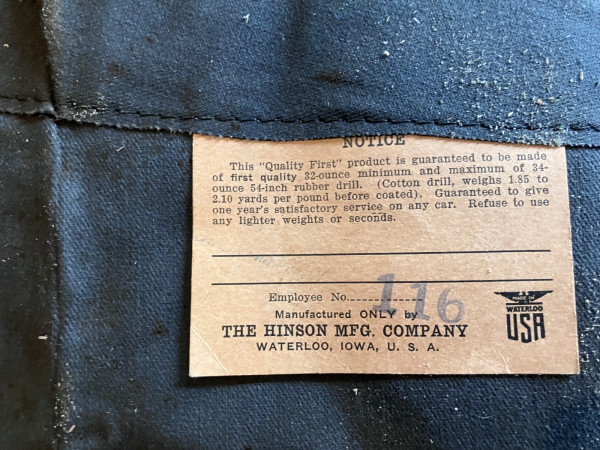 NOTICE
This "Quality First" product is guaranteed to be made
of first quality 32-ounce minimum and maximum of 34-
ounce 54-inch rubber drill. (Cotton drill, weighs 1.85 to
2.10 yards per pound before coated). Guaranteed to give
one year's satisfactory service on any car. Refuse to use
any lighter weights or seconds.
Employee No. 116
Manufactured ONLY by
THE HINSON MFG. COMPANY
WATERLOO, IOWA, U. S. A.
MADE IN
WATERLOO
USA